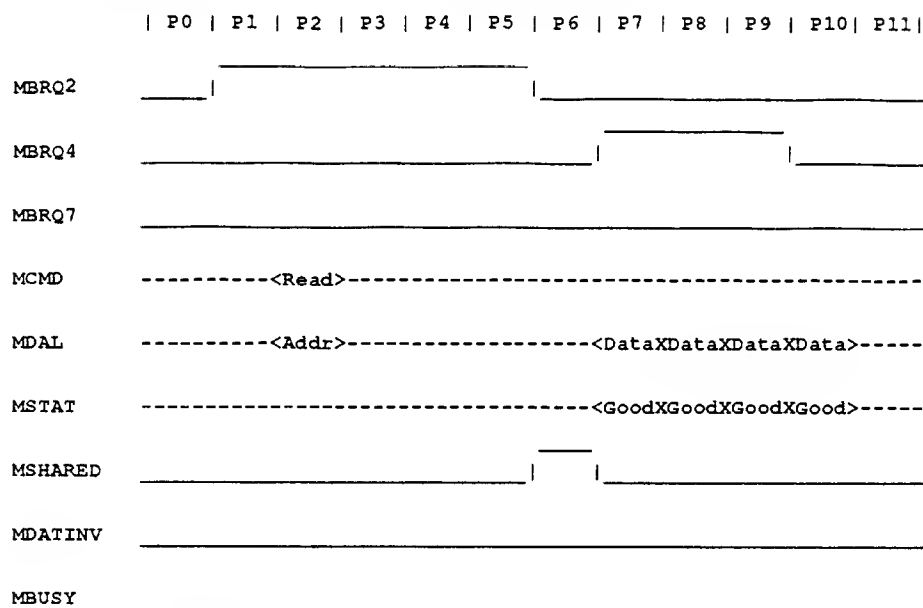 | P0 | P1 | P2 | P3 | P4 | P5 | P6 | P7 | P8 | P9 | P10 | P11|
MBRQ2
MBRQ4
MBRQ7
MCMD ----------<Read>----------------------------------------------
MDAL ----------<Addr>--------------------<DataXDataXDataXData>-----
MSTAT -----------------------------------<GoodXGoodXGoodXGood>-----
MSHARED
MDATINV
MBUSY